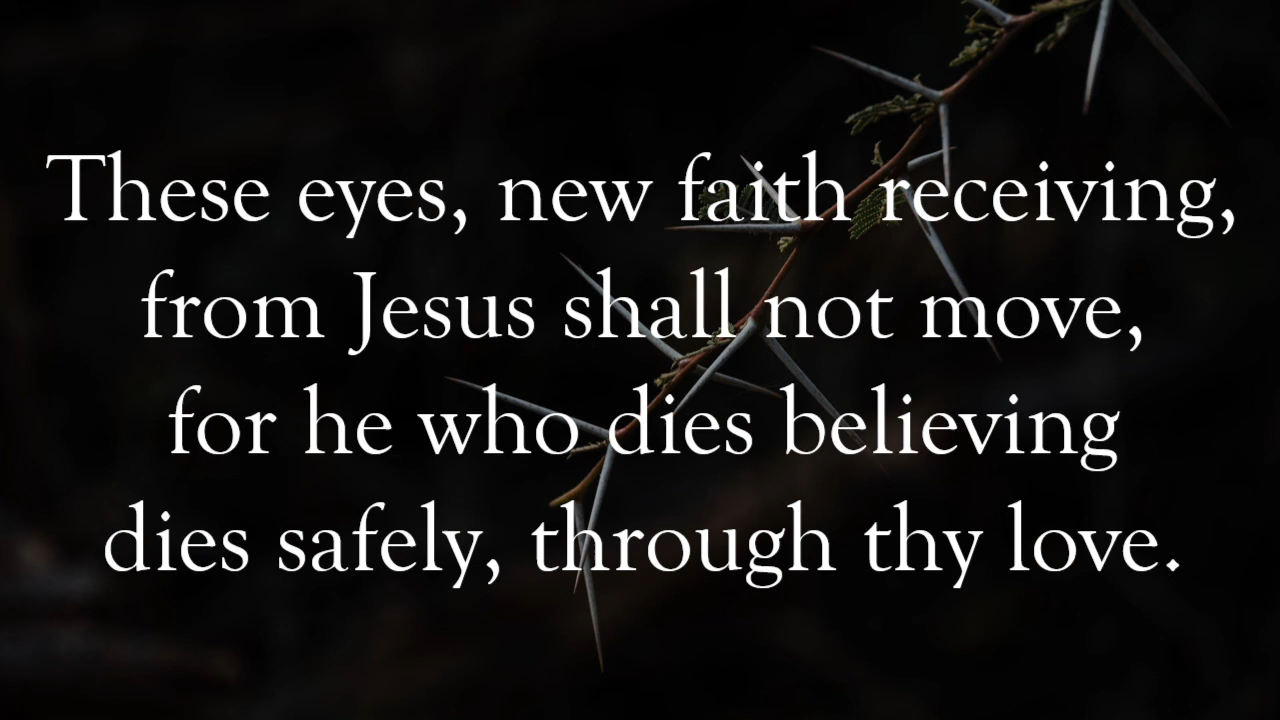 These eyes, new faith receiving,
from Jesus shall not move,
for he who dies believing
dies safely, through thy love.